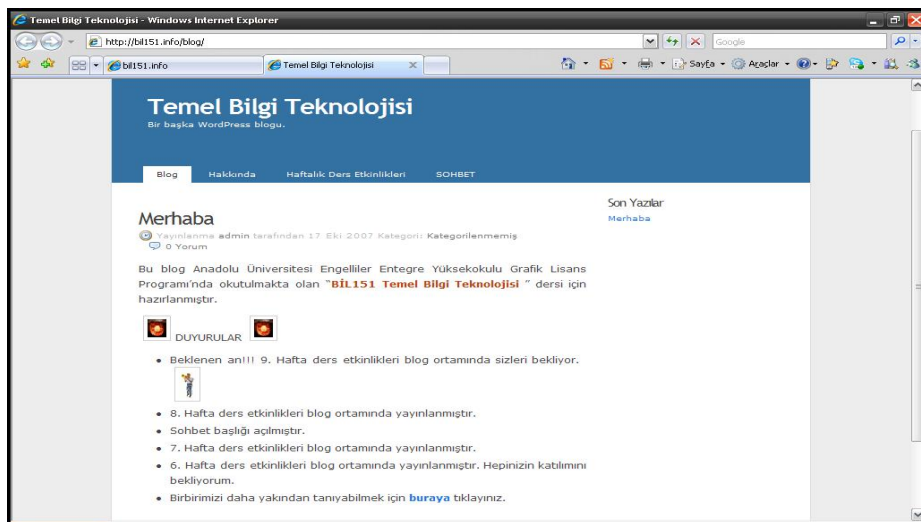 Temel Bilgi Teknolojisi - Windows Internet Explorer
http://bil151.info/blog/
Google
bil151.info
Temel Bilgi Teknolojisi
Sayfa
Araçlar
Temel Bilgi Teknolojisi
Bir başka WordPress blogu.
Blog Hakkında Haftalık Ders Etkinlikleri SOHBET
Merhaba
Yayınlanma admin tarafından 17 Eki 2007 Kategori: Kategorilenmemiş
0 Yorum
Bu blog Anadolu Üniversitesi Engelliler Entegre Yüksekokulu Grafik Lisans
Programı'nda okutulmakta olan "BİL151 Temel Bilgi Teknolojisi " dersi için
hazırlanmıştır.
DUYURULAR
Beklenen an!!! 9. Hafta ders etkinlikleri blog ortamında sizleri bekliyor.
8. Hafta ders etkinlikleri blog ortamında yayınlanmıştır.
Sohbet başlığı açılmıştır.
7. Hafta ders etkinlikleri blog ortamında yayınlanmıştır.
6. Hafta ders etkinlikleri blog ortamında yayınlanmıştır. Hepinizin katılımını
bekliyorum.
Birbirimizi daha yakından tanıyabilmek için buraya tıklayınız.
Son Yazılar
Merhaba